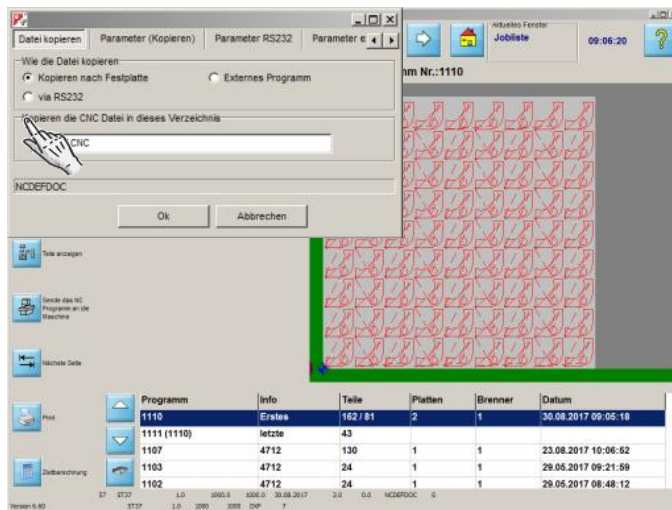 Datei kopieren
Parameter (Kopieren)
Parameter RS232
Wie die Datei kopieren
Kopieren nach Festplatte
Externes Programm
via RS232
Kopieren die CNC Datei in dieses Verzeichnis
CNC
NCDEFDOC
Ok
Abbrechen
Aktuelles Fenster
Jobliste
09:06:20
Nr.:1110
Teile anzeigen
Sende das NC
Programm an die
Maschine
Nächste Seite
Print
Zeitberechnung
Programm Info Teile Platten Brenner Datum
1110 Erstes 162 / 81 2 1 30.08.2017 09:05:18
1111 (1110) letzte 43
1107 4712 130 1 1 23.08.2017 10:06:52
1103 4712 24 1 1 29.05.2017 09:21:59
1102 4712 24 1 1 29.05.2017 08:48:12
ST ST37 1.0 1000.0 1000.0 30.08.2017 2.0 0.0 NCDEFDOC G
Version 6.60 ST37 1.0 1000 1000 DXF 7